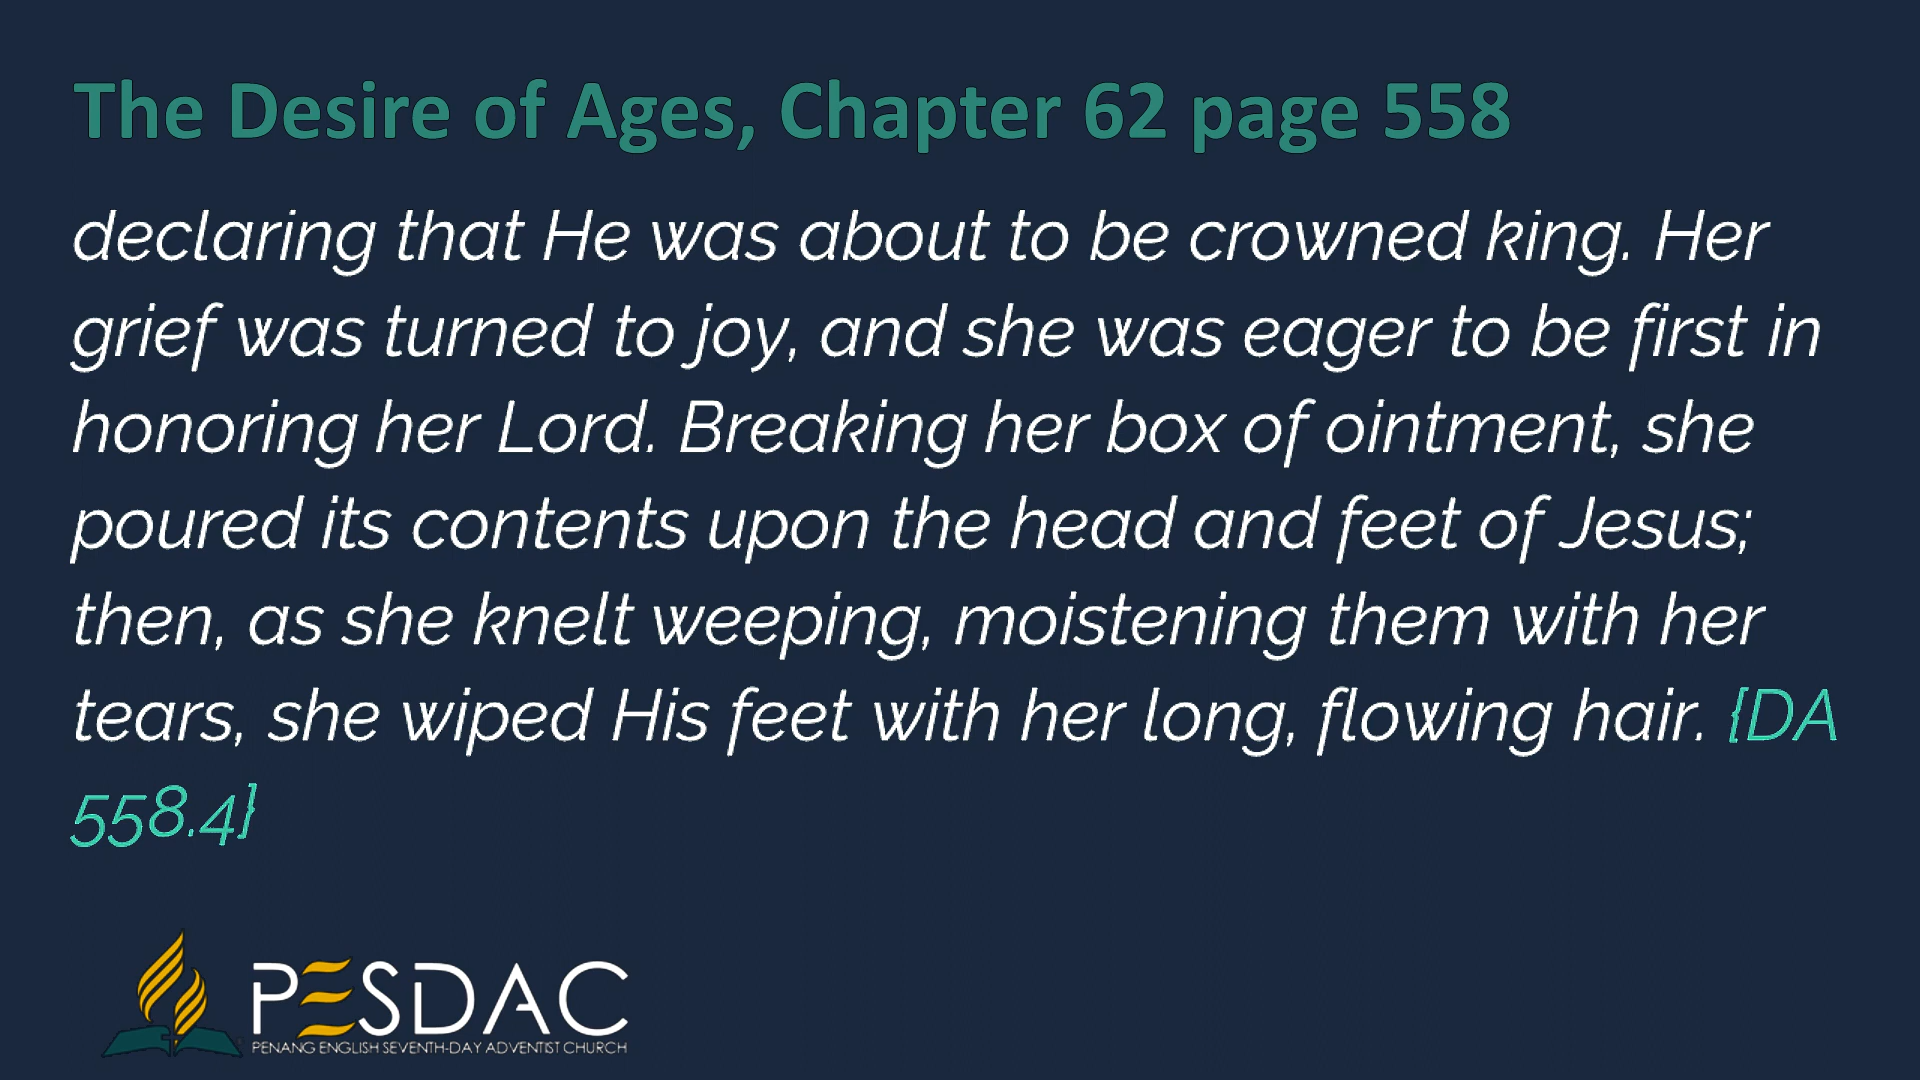 The Desire of Ages, Chapter 62 page 558
declaring that He was about to be crowned king. Her
grief was turned to joy, and she was eager to be first in
honoring her Lord. Breaking her box of ointment, she
poured its contents upon the head and feet of Jesus;
then, as she knelt weeping, moistening them with her
tears, she wiped His feet with her long, flowing hair. {DA
558.4}
PESDAC
PENANG ENGLISH SEVENTH-DAY ADVENTIST CHURCH